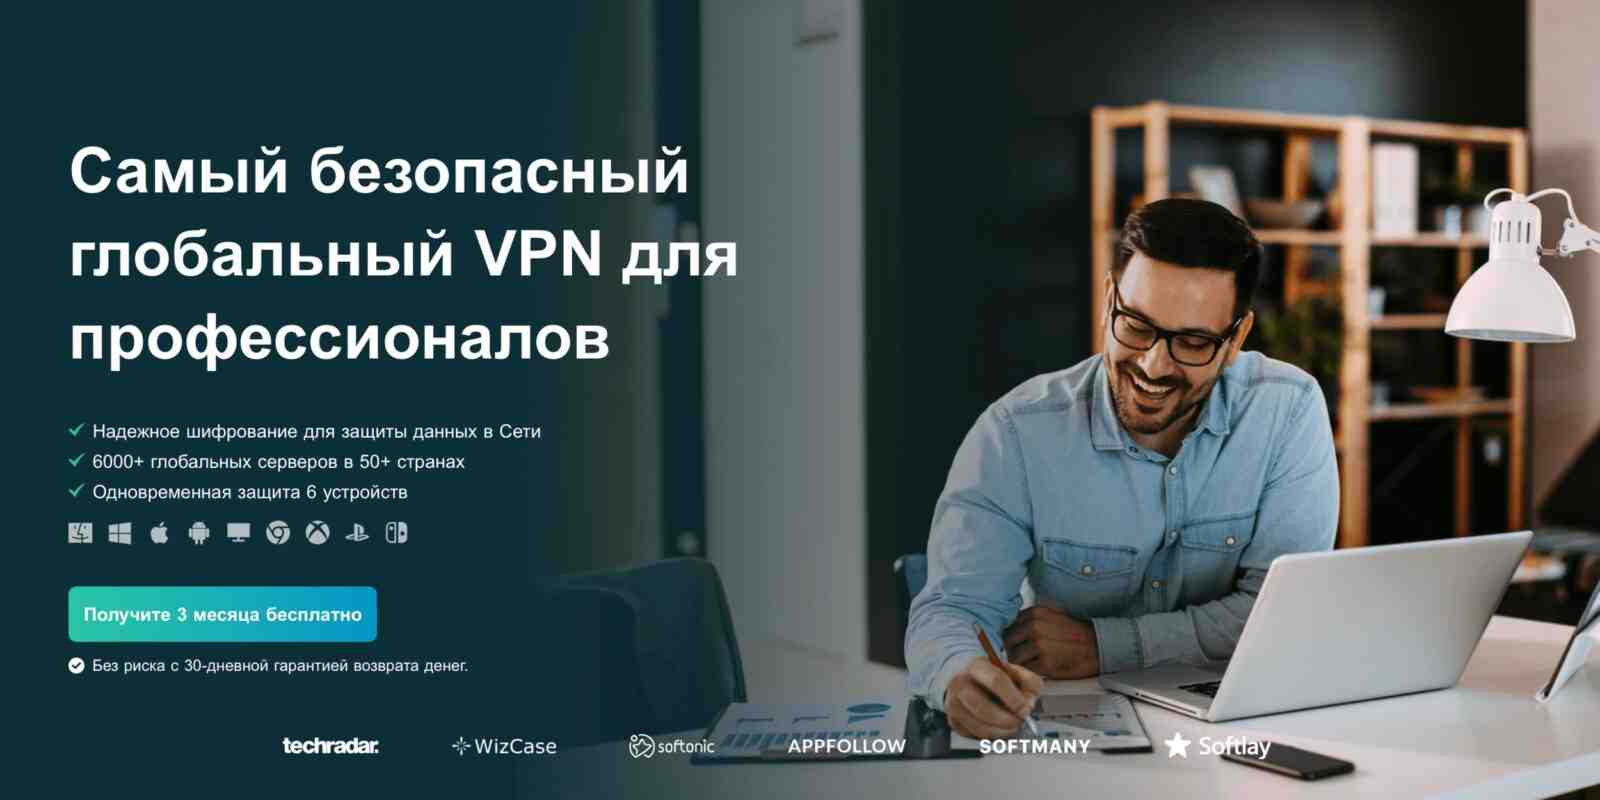 Самый безопасный
глобальный VPN для
профессионалов
Надежное шифрование для защиты данных в Сети
6000+ глобальных серверов в 50+ странах
Одновременная защита 6 устройств
Получите 3 месяца бесплатно
Без риска с 30-дневной гарантией возврата денег.
techradar. WizCase softonic APPFOLLOW SOFTMANY Softlay